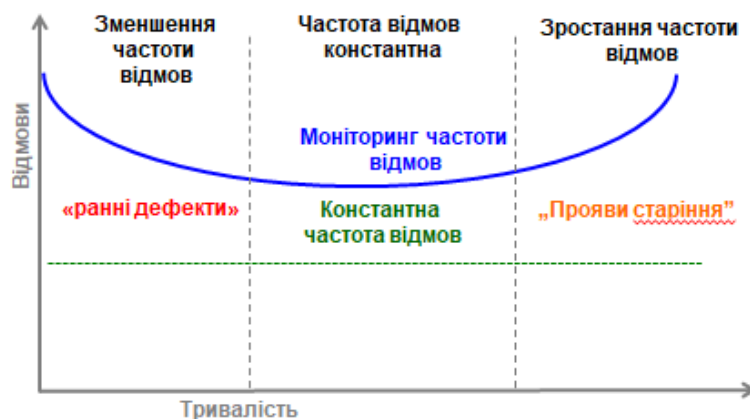 Зменшення
частоти
відмов
Частота відмов
константна
Зростання частоти
відмов
Відмови
Моніторинг частоти
відмов
«ранні дефекти»
Константна
частота відмов
„Прояви старіння”
Тривалість